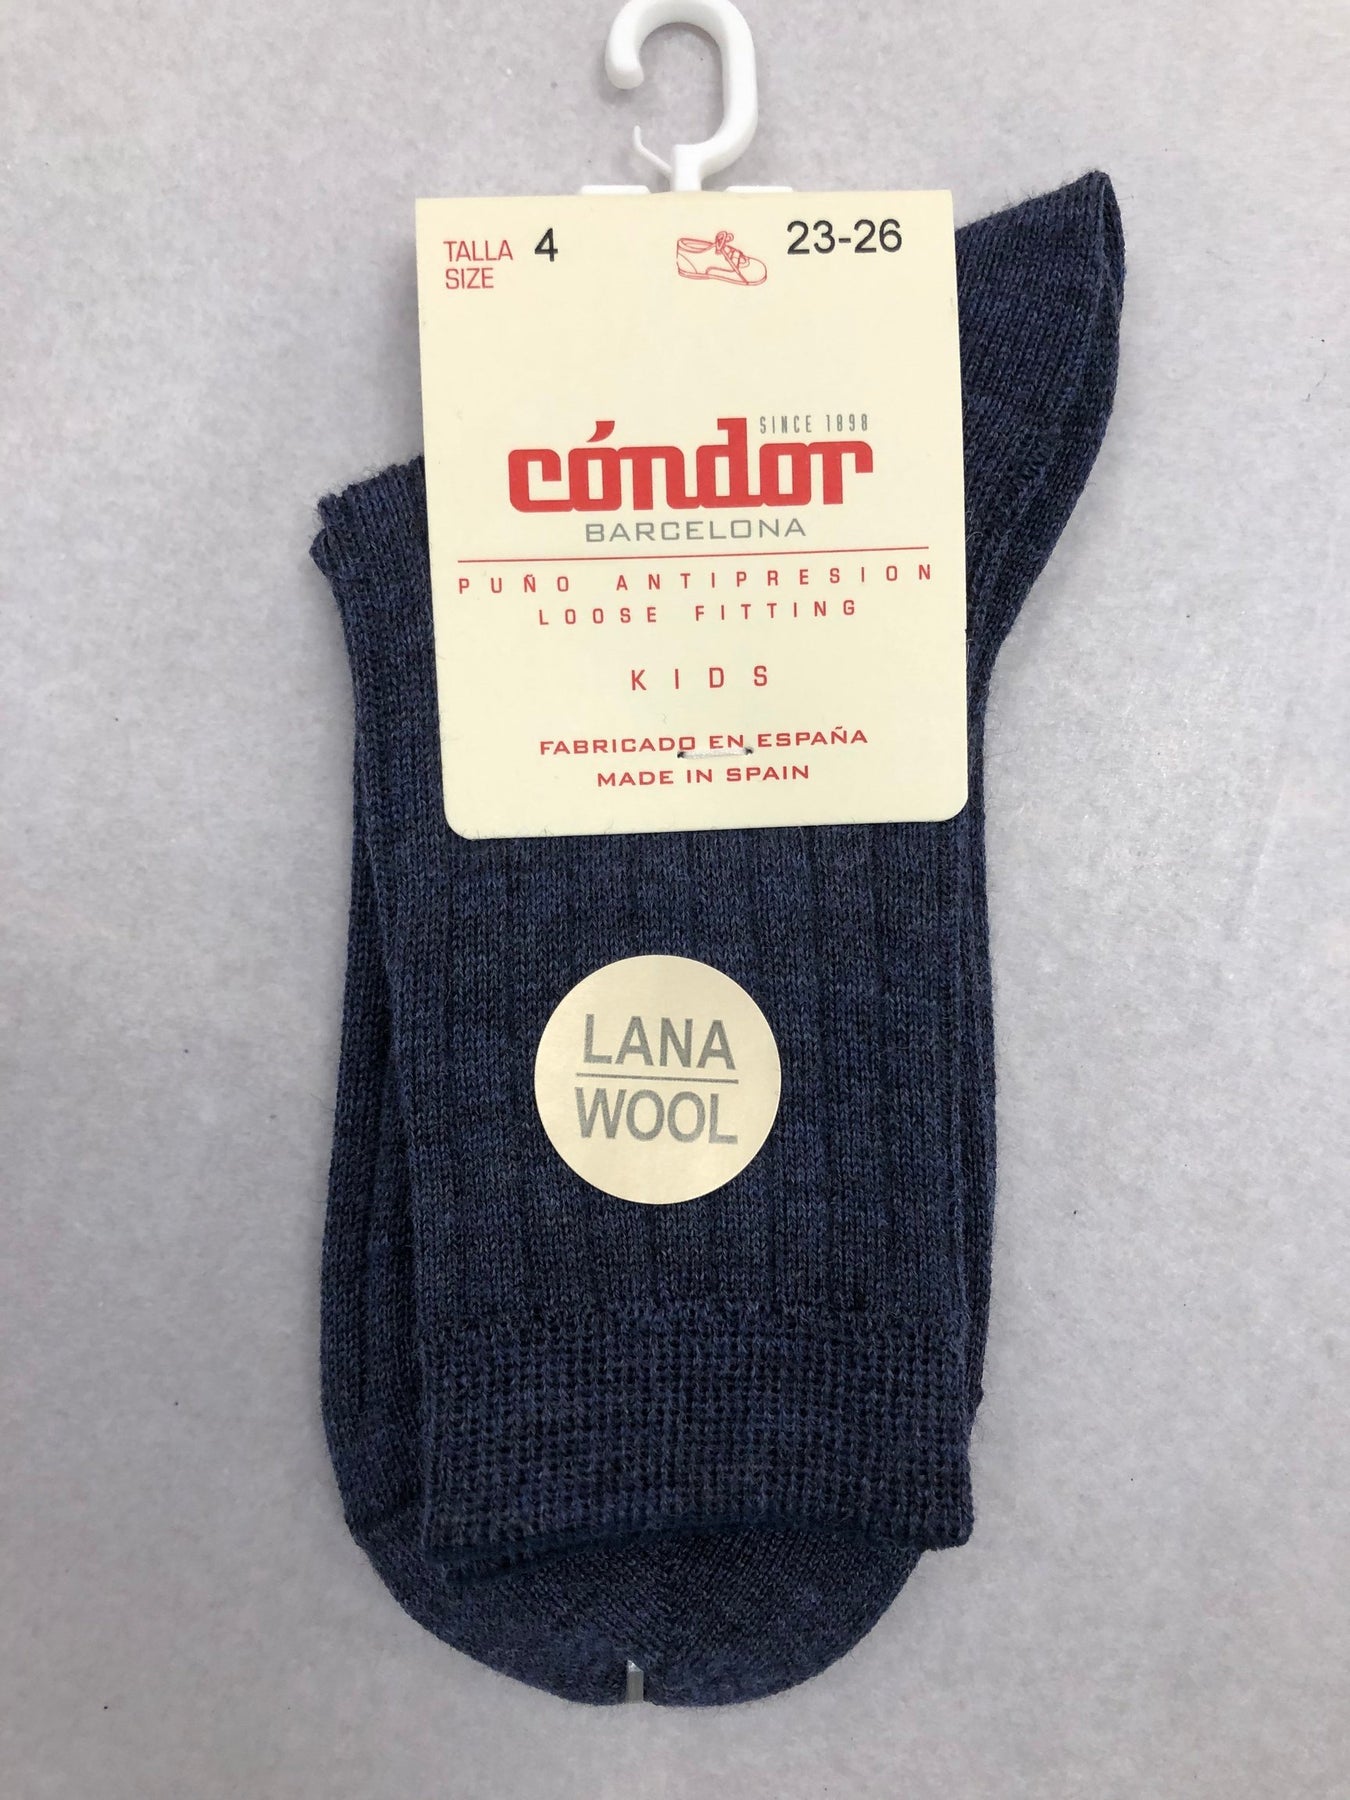 TALLA 4 23-26
SIZE
SINCE 1898
cóndor
BARCELONA
PUÑO ANTIPRESION
LOOSE FITTING
KIDS
FABRICADO EN ESPAÑA
MADE IN SPAIN
LANA
WOOL